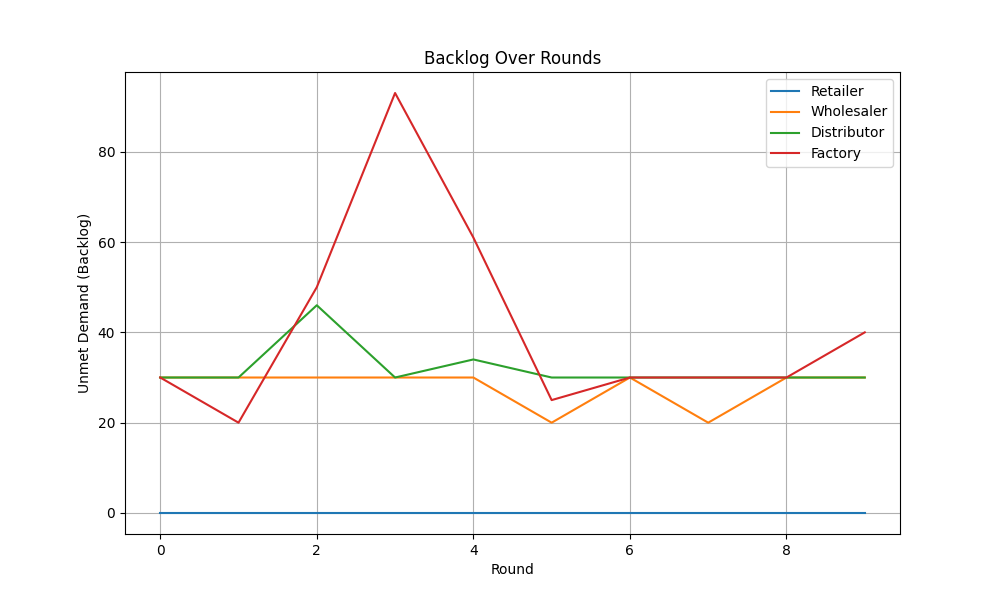 Backlog Over Rounds
Retailer
Wholesaler
Distributor
Factory
Unmet Demand (Backlog)
80
60
40
20
0
0 2 4 6 8
Round